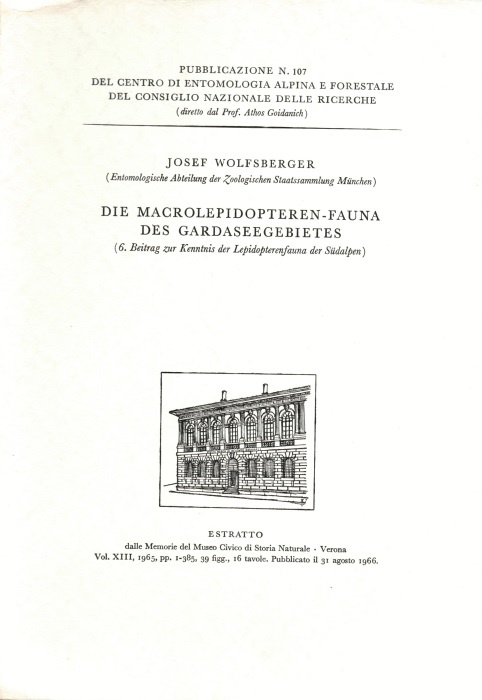 PUBBLICAZIONE N. 107
DEL CENTRO DI ENTOMOLOGIA ALPINA E FORESTALE
DEL CONSIGLIO NAZIONALE DELLE RICERCHE
(diretto dal Prof. Athos Goidanich)
JOSEF WOLFSBERGER
(Entomologische Abteilung der Zoologischen Staatssammlung München)
DIE MACROLEPIDOPTEREN-FAUNA
DES GARDASEEGEBIETES
(6. Beitrag zur Kenntnis der Lepidopterenfauna der Südalpen)
ESTRATTO
dalle Memorie del Museo Civico di Storia Naturale - Verona
Vol. XIII, 1965, pp. 1-385, 39 figg., 16 tavole. Pubblicato il 31 agosto 1966.